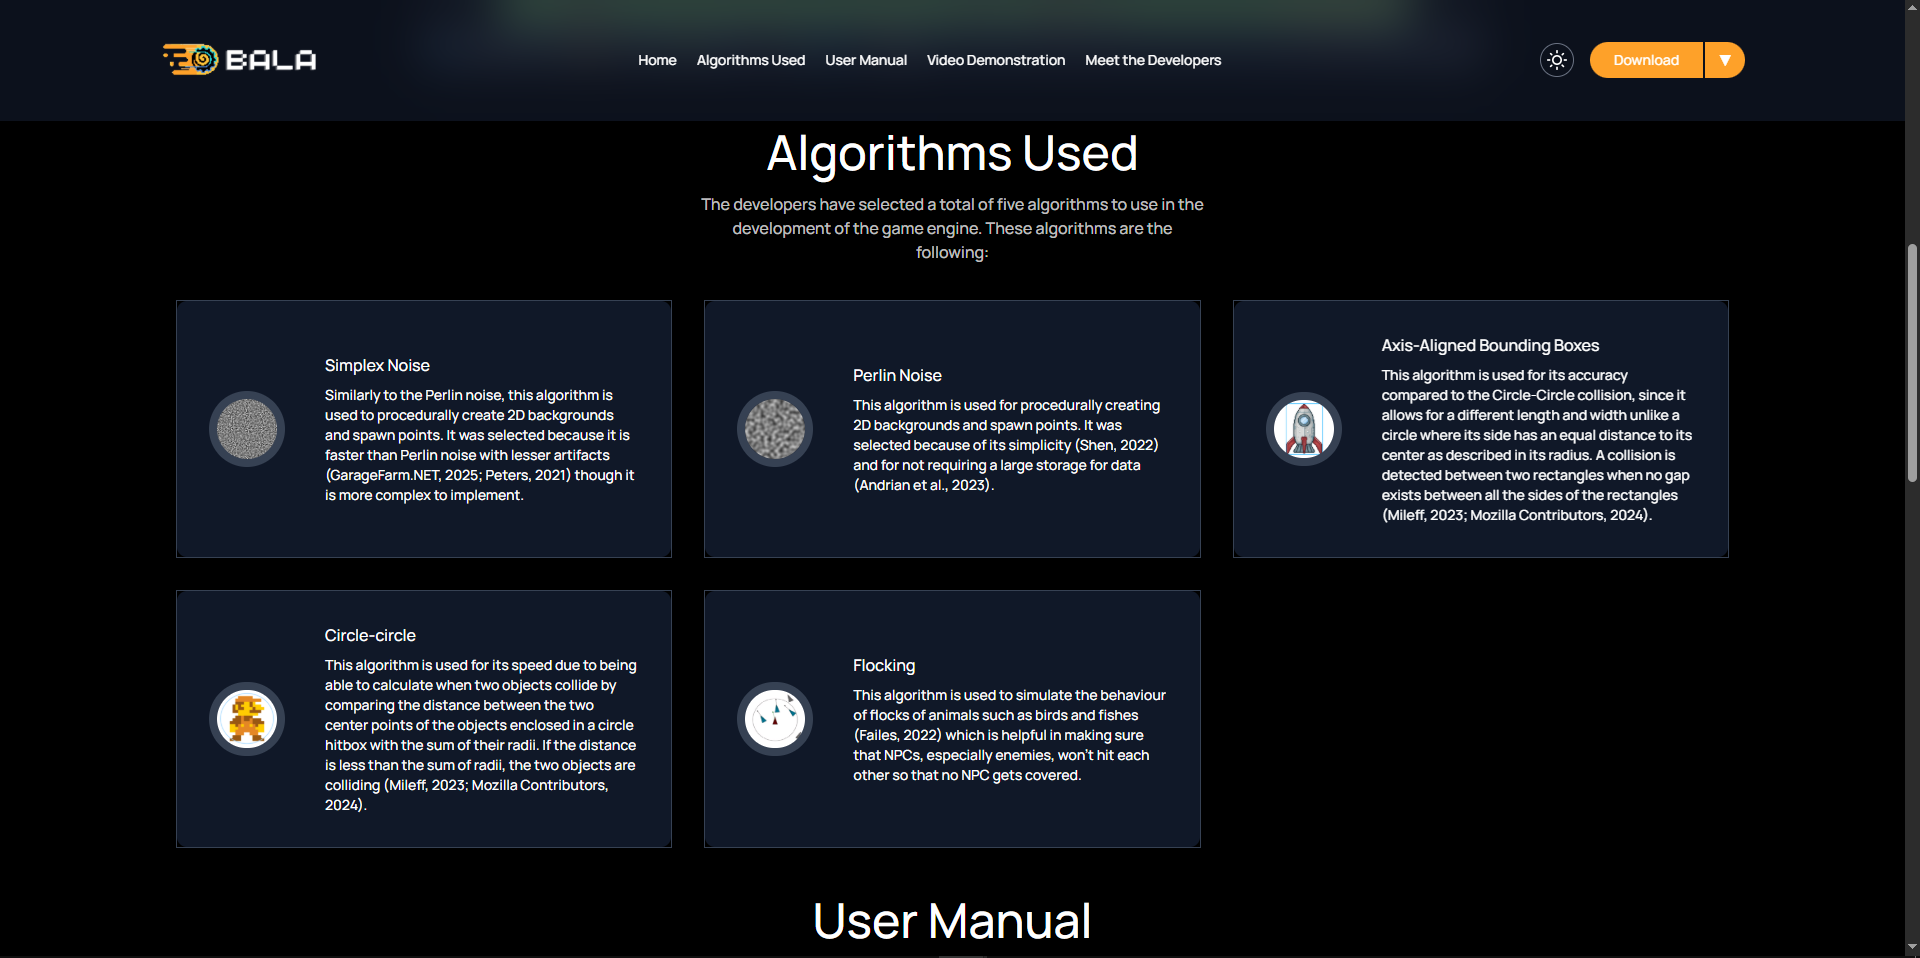 BALA
Home
Algorithms Used
User Manual
Video Demonstration
Meet the Developers
Download
Algorithms Used
The developers have selected a total of five algorithms to use in the
development of the game engine. These algorithms are the
following:
Simplex Noise
Similarly to the Perlin noise, this algorithm is
used to procedurally create 2D backgrounds
and spawn points. It was selected because it is
faster than Perlin noise with lesser artifacts
(GarageFarm.NET, 2025; Peters, 2021) though it
is more complex to implement.
Perlin Noise
This algorithm is used for procedurally creating
2D backgrounds and spawn points. It was
selected because of its simplicity (Shen, 2022)
and for not requiring a large storage for data
(Andrian et al., 2023).
Axis-Aligned Bounding Boxes
This algorithm is used for its accuracy
compared to the Circle-Circle collision, since it
allows for a different length and width unlike a
circle where its side has an equal distance to its
center as described in its radius. A collision is
detected between two rectangles when no gap
exists between all the sides of the rectangles
(Mileff, 2023; Mozilla Contributors, 2024).
Circle-circle
This algorithm is used for its speed due to being
able to calculate when two objects collide by
comparing the distance between the two
center points of the objects enclosed in a circle
hitbox with the sum of their radii. If the distance
is less than the sum of radii, the two objects are
colliding (Mileff, 2023; Mozilla Contributors,
2024).
Flocking
This algorithm is used to simulate the behaviour
of flocks of animals such as birds and fishes
(Failes, 2022) which is helpful in making sure
that NPCs, especially enemies, won't hit each
other so that no NPC gets covered.
User Manual